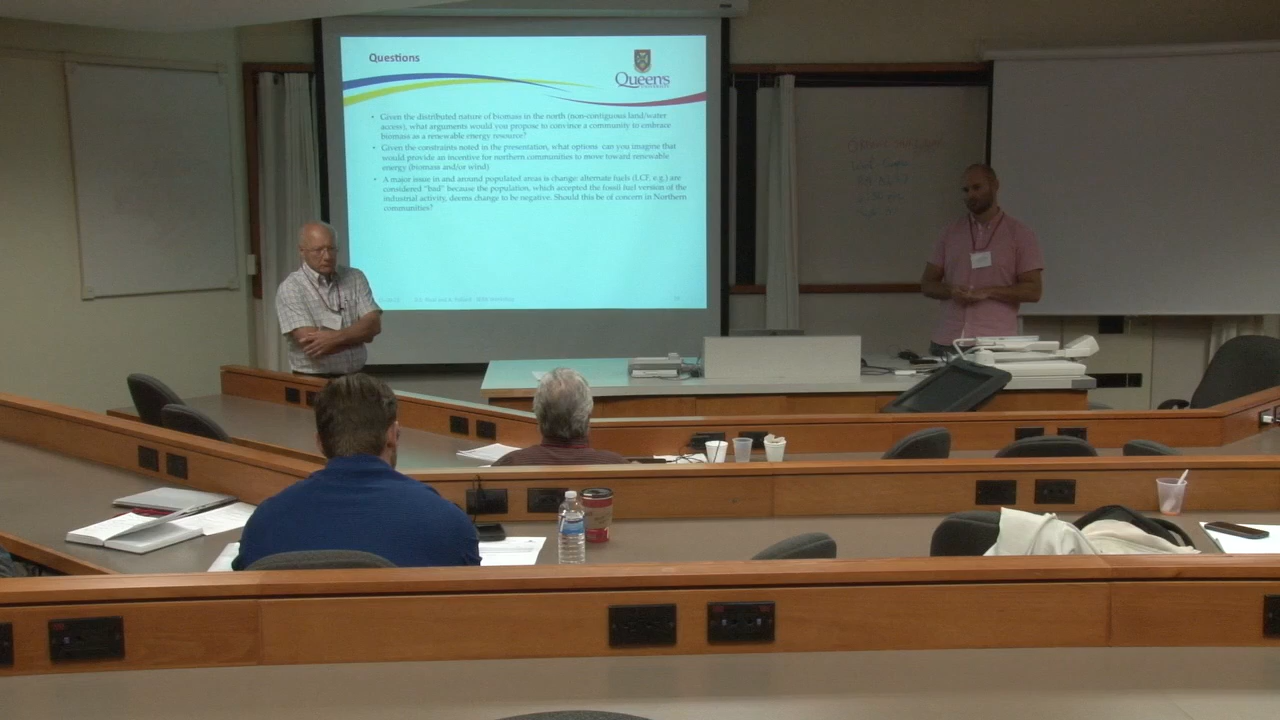 Questions
Queen's
UNIVERSITY
• Given the distributed nature of biomass in the north (non-contiguous land/water
access), what arguments would you propose to convince a community to embrace
biomass as a renewable energy resource?
• Given the constraints noted in the presentation, what options can you imagine that
would provide an incentive for northern communities to move toward renewable
energy (biomass and/or wind)
• A major issue in and around populated areas is change: alternate fuels (LCF, e.g.) are
considered "bad" because the population, which accepted the fossil fuel version of the
industrial activity, deems change to be negative. Should this be of concern in Northern
communities?